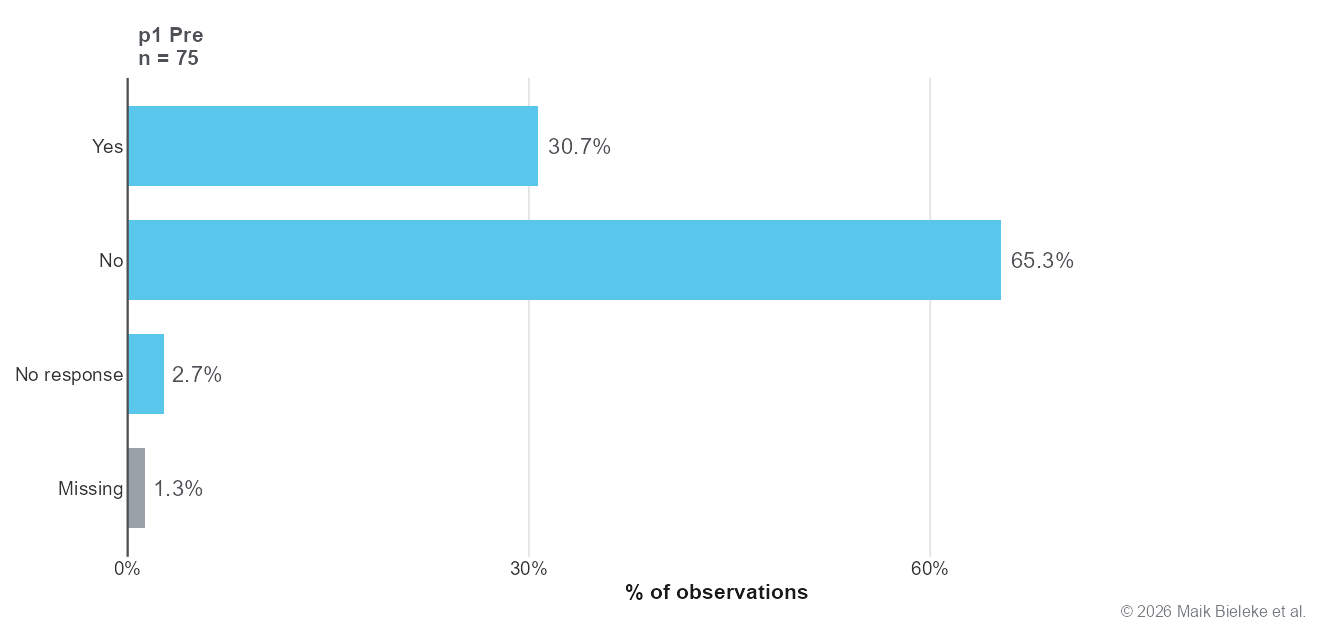 p1 Pre
n = 75
Yes
30.7%
No
65.3%
No response
2.7%
Missing
1.3%
0%
30%
60%
% of observations
© 2026 Maik Bieleke et al.